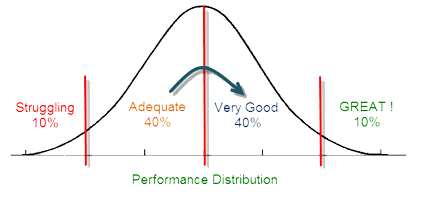 Struggling
10%
Adequate
40%
Very Good
40%
GREAT !
10%
Performance Distribution